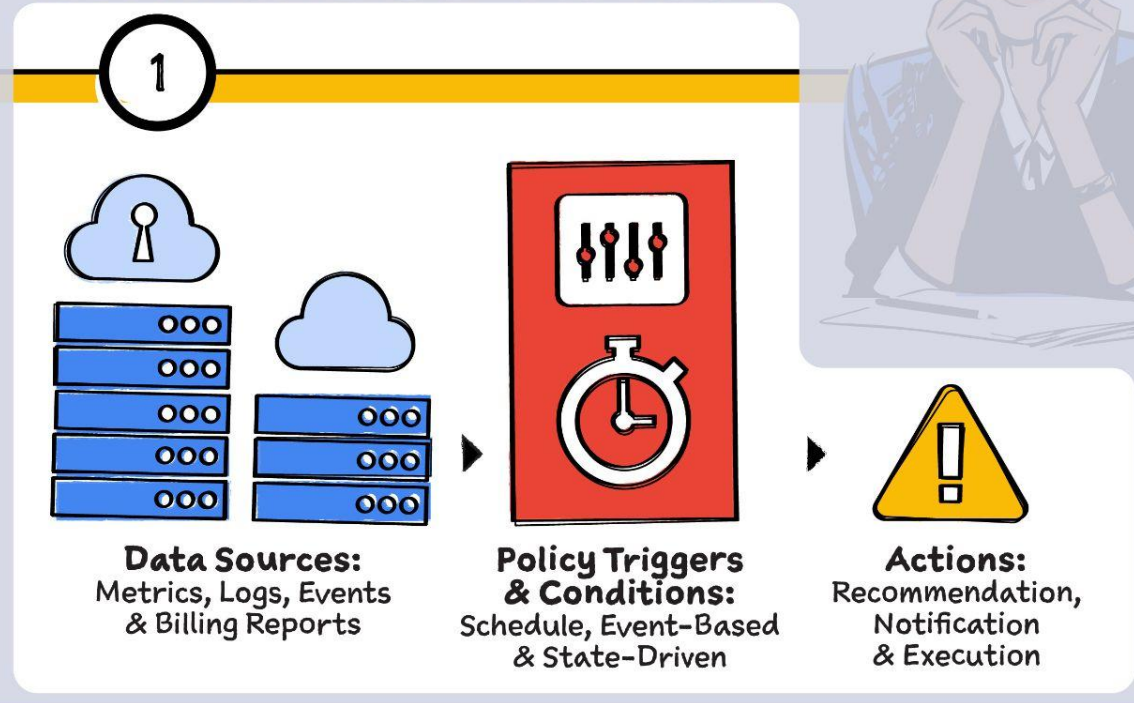 1
Data Sources:
Metrics, Logs, Events
& Billing Reports
Policy Triggers
& Conditions:
Schedule, Event-Based
& State-Driven
Actions:
Recommendation,
Notification
& Execution